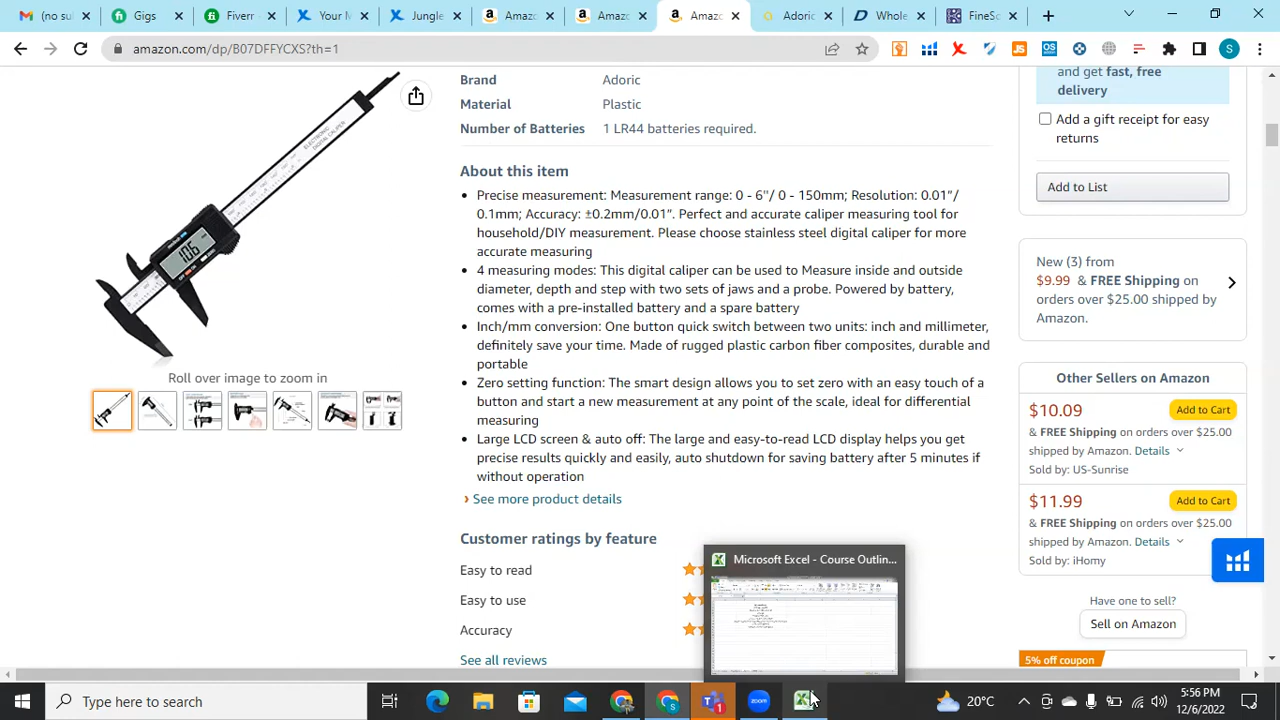 (no su
Gigs
Fiverr
Your M
Jungle
Amazo
Amazo
Amazo
Adoric
Whole
FineSc
amazon.com/dp/B07DFFYCXS?th=1
S
Brand Adoric
Material Plastic
Number of Batteries 1 LR44 batteries required.
About this item
Precise measurement: Measurement range: 0 - 6"/ 0 - 150mm; Resolution: 0.01"/
0.1mm; Accuracy: ±0.2mm/0.01". Perfect and accurate caliper measuring tool for
household/DIY measurement. Please choose stainless steel digital caliper for more
accurate measuring
4 measuring modes: This digital caliper can be used to Measure inside and outside
diameter, depth and step with two sets of jaws and a probe. Powered by battery,
comes with a pre-installed battery and a spare battery
Inch/mm conversion: One button quick switch between two units: inch and millimeter,
definitely save your time. Made of rugged plastic carbon fiber composites, durable and
portable
Zero setting function: The smart design allows you to set zero with an easy touch of a
button and start a new measurement at any point of the scale, ideal for differential
measuring
Large LCD screen & auto off: The large and easy-to-read LCD display helps you get
precise results quickly and easily, auto shutdown for saving battery after 5 minutes if
without operation
› See more product details
Customer ratings by feature
Easy to read
Easy to use
Accuracy
See all reviews
ELECTRONIC
DIGITAL CALIPER
Roll over image to zoom in
and get fast, free
delivery
Add a gift receipt for easy
returns
Add to List
New (3) from
$9.99 & FREE Shipping on
orders over $25.00 shipped by
Amazon.
Other Sellers on Amazon
$10.09 Add to Cart
& FREE Shipping on orders over $25.00
shipped by Amazon. Details
Sold by: US-Sunrise
$11.99 Add to Cart
& FREE Shipping on orders over $25.00
shipped by Amazon. Details
Sold by: iHomy
Have one to sell?
Sell on Amazon
5% off coupon
Microsoft Excel - Course Outlin...
Type here to search
zoom
1
20°C
5:56 PM
12/6/2022